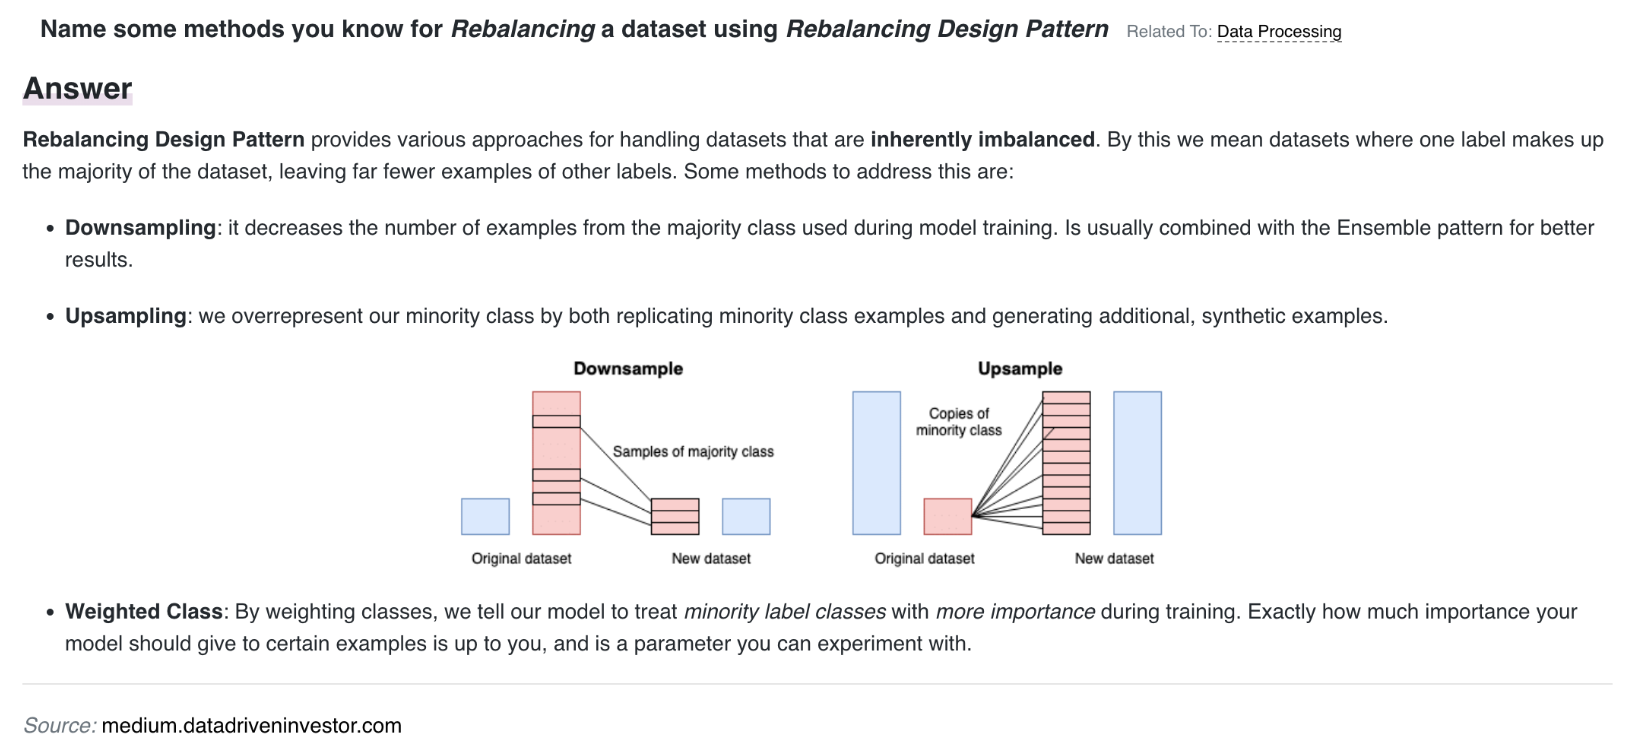 Name some methods you know for Rebalancing a dataset using Rebalancing Design Pattern Related To: Data Processing
Answer
Rebalancing Design Pattern provides various approaches for handling datasets that are inherently imbalanced. By this we mean datasets where one label makes up
the majority of the dataset, leaving far fewer examples of other labels. Some methods to address this are:
• Downsampling: it decreases the number of examples from the majority class used during model training. Is usually combined with the Ensemble pattern for better
results.
• Upsampling: we overrepresent our minority class by both replicating minority class examples and generating additional, synthetic examples.
Downsample
Samples of majority class
Original dataset
New dataset
Upsample
Copies of
minority class
Original dataset
New dataset
• Weighted Class: By weighting classes, we tell our model to treat minority label classes with more importance during training. Exactly how much importance your
model should give to certain examples is up to you, and is a parameter you can experiment with.
Source: medium.datadriveninvestor.com